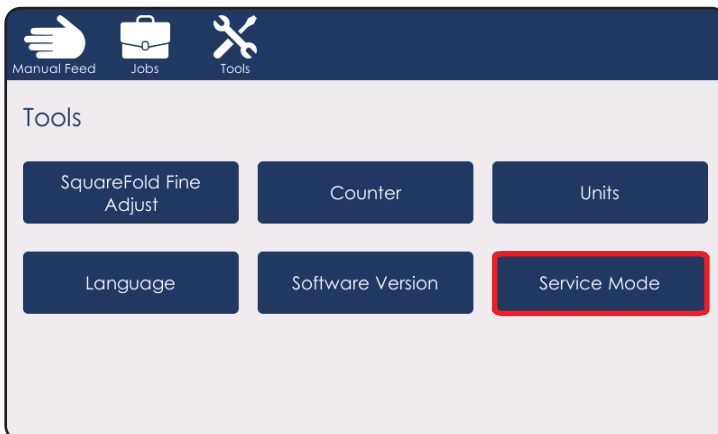 Manual Feed
Jobs
Tools
Tools
SquareFold Fine
Adjust
Counter
Units
Language
Software Version
Service Mode